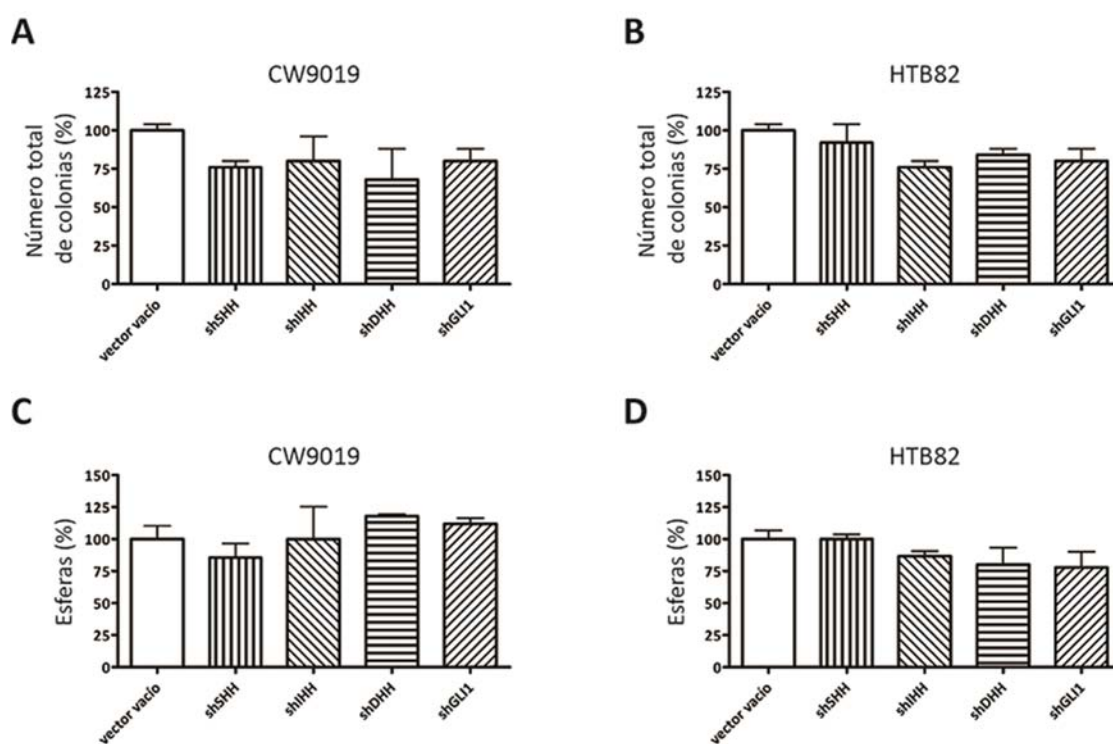 A
CW9019
Número total
de colonias (%)
125
100
75
50
25
0
vector vacío
shSHH
shIHH
shDHH
shGLI1
B
HTB82
Número total
de colonias (%)
125
100
75
50
25
0
vector vacío
shSHH
shIHH
shDHH
shGLI1
C
CW9019
Esferas (%)
150
125
100
75
50
25
0
vector vacío
shSHH
shIHH
shDHH
shGLI1
D
HTB82
Esferas (%)
150
125
100
75
50
25
0
vector vacío
shSHH
shIHH
shDHH
shGLI1